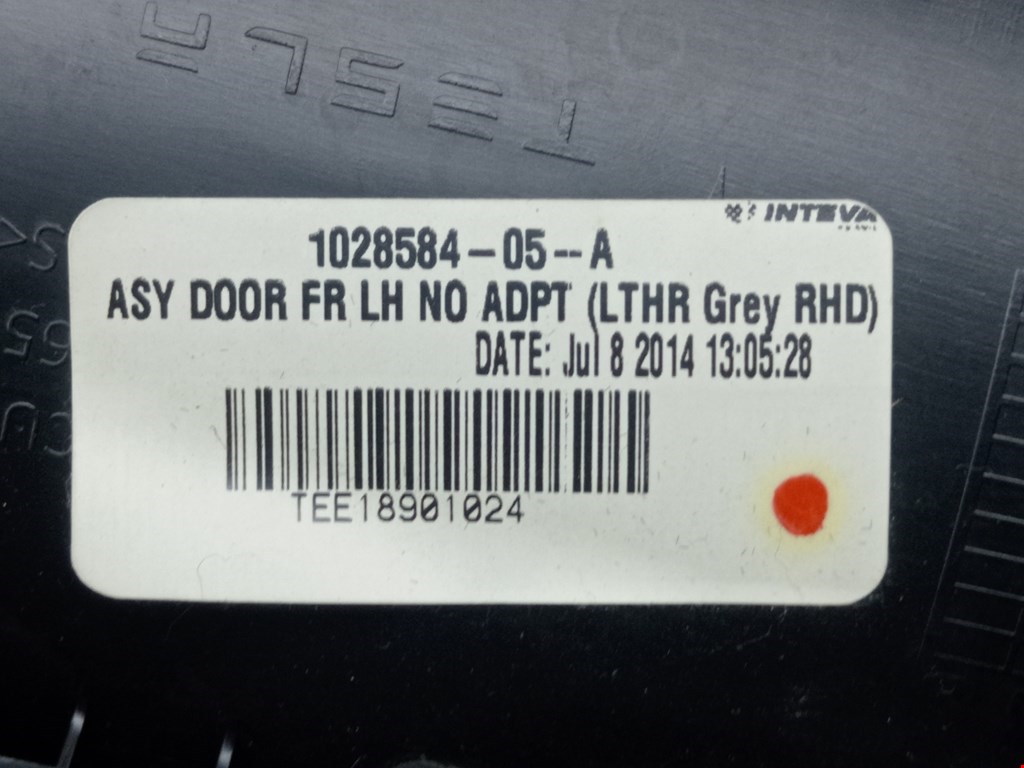 TESLA
INTEVA
1028584-05--A
ASY DOOR FR LH NO ADPT (LTHR Grey RHD)
DATE: Jul 8 2014 13:05:28
TEE18901024